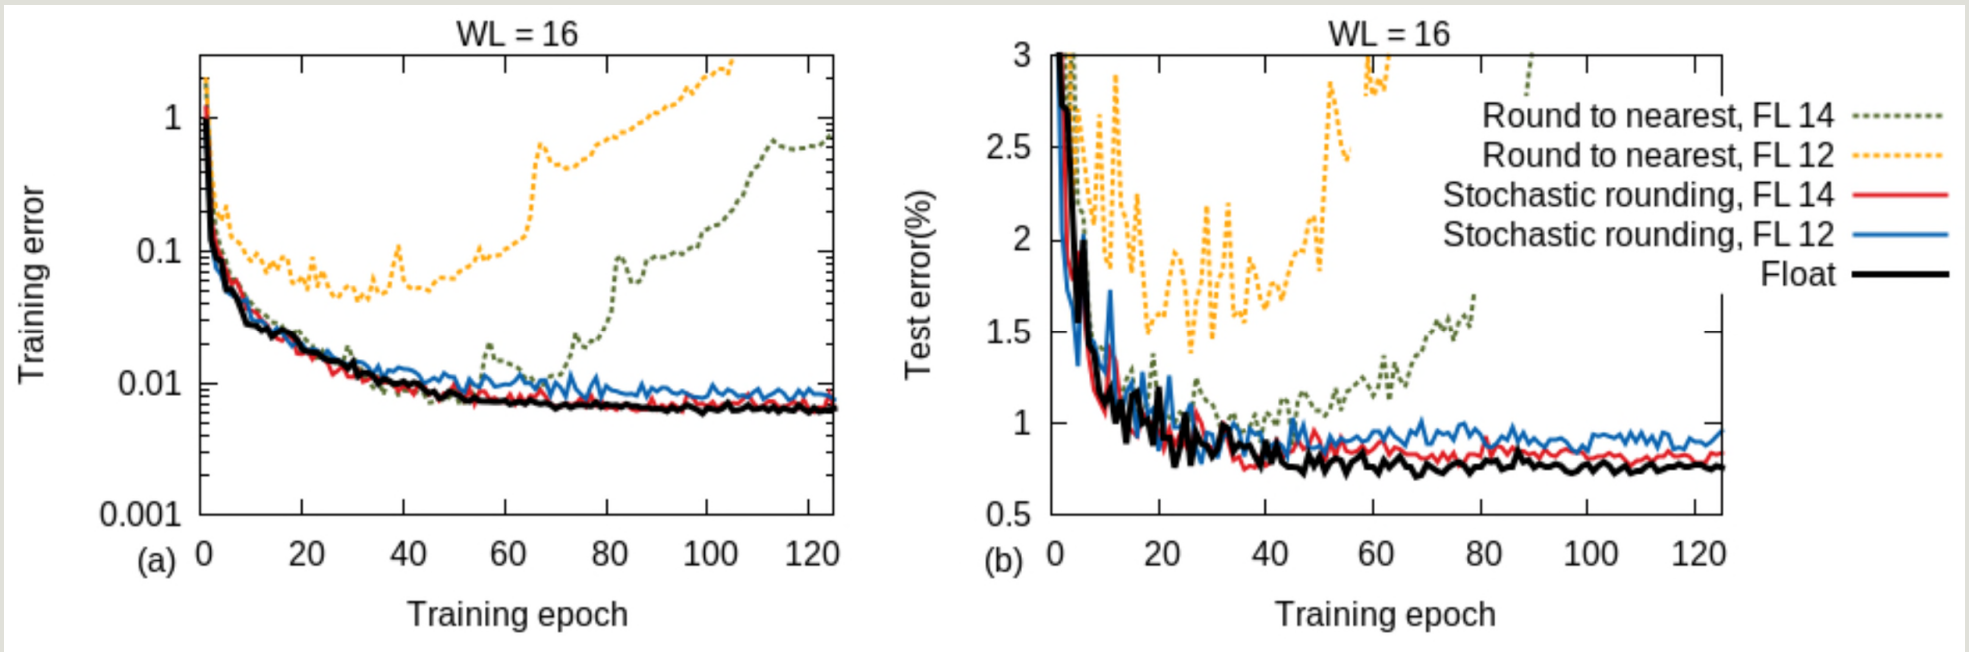 WL = 16
1
0.1
0.01
0.001
Training error
0 20 40 60 80 100 120
(a)
Training epoch
WL = 16
3
2.5
2
1.5
1
0.5
Test error(%)
0 20 40 60 80 100 120
(b)
Training epoch
Round to nearest, FL 14
Round to nearest, FL 12
Stochastic rounding, FL 14
Stochastic rounding, FL 12
Float